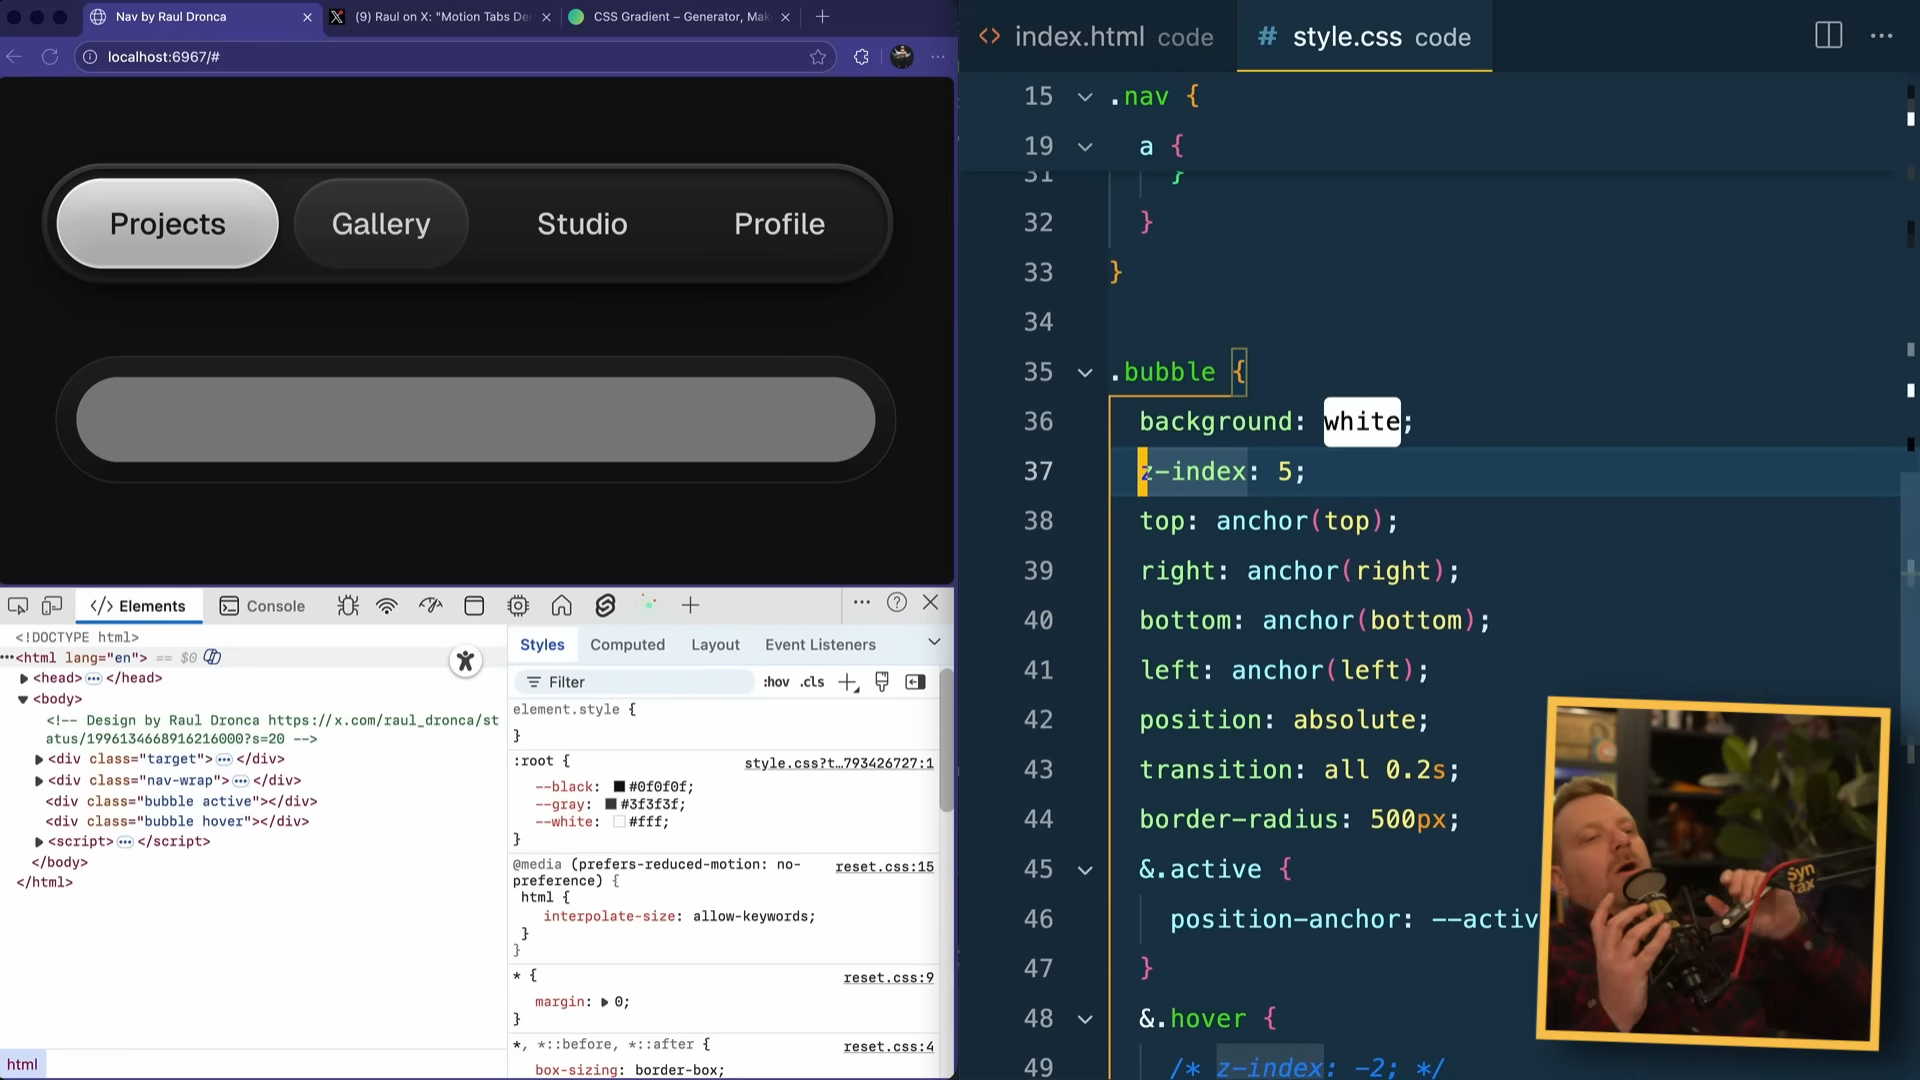 Nav by Raul Dronca
(9) Raul on X: "Motion Tabs De
CSS Gradient – Generator, Mak
localhost:6967/#
Projects
Gallery
Studio
Profile
</> Elements
Console
<!DOCTYPE html>
<html lang="en"> == $0
<head> </head>
<body>
<!-- Design by Raul Dronca https://x.com/raul_dronca/st
atus/1996134668916216000?s=20 -->
<div class="target"> </div>
<div class="nav-wrap"> </div>
<div class="bubble active"></div>
<div class="bubble hover"></div>
<script> </script>
</body>
</html>
html
Styles
Computed
Layout
Event Listeners
Filter
:hov .cls
element.style {
}
:root { style.css?t…793426727:1
--black: #0f0f0f;
--gray: #3f3f3f;
--white: #fff;
}
@media (prefers-reduced-motion: no- reset.css:15
preference) {
html {
interpolate-size: allow-keywords;
}
}
* { reset.css:9
margin: 0;
}
*, *::before, *::after { reset.css:4
box-sizing: border-box;
<> index.html code
# style.css code
15 .nav {
19 a {
31 }
32 }
33 }
34
35 .bubble {
36 background: white;
37 z-index: 5;
38 top: anchor(top);
39 right: anchor(right);
40 bottom: anchor(bottom);
41 left: anchor(left);
42 position: absolute;
43 transition: all 0.2s;
44 border-radius: 500px;
45 &.active {
46 position-anchor: --activ
47 }
48 &.hover {
49 /* z-index: -2; */
Syn
tax